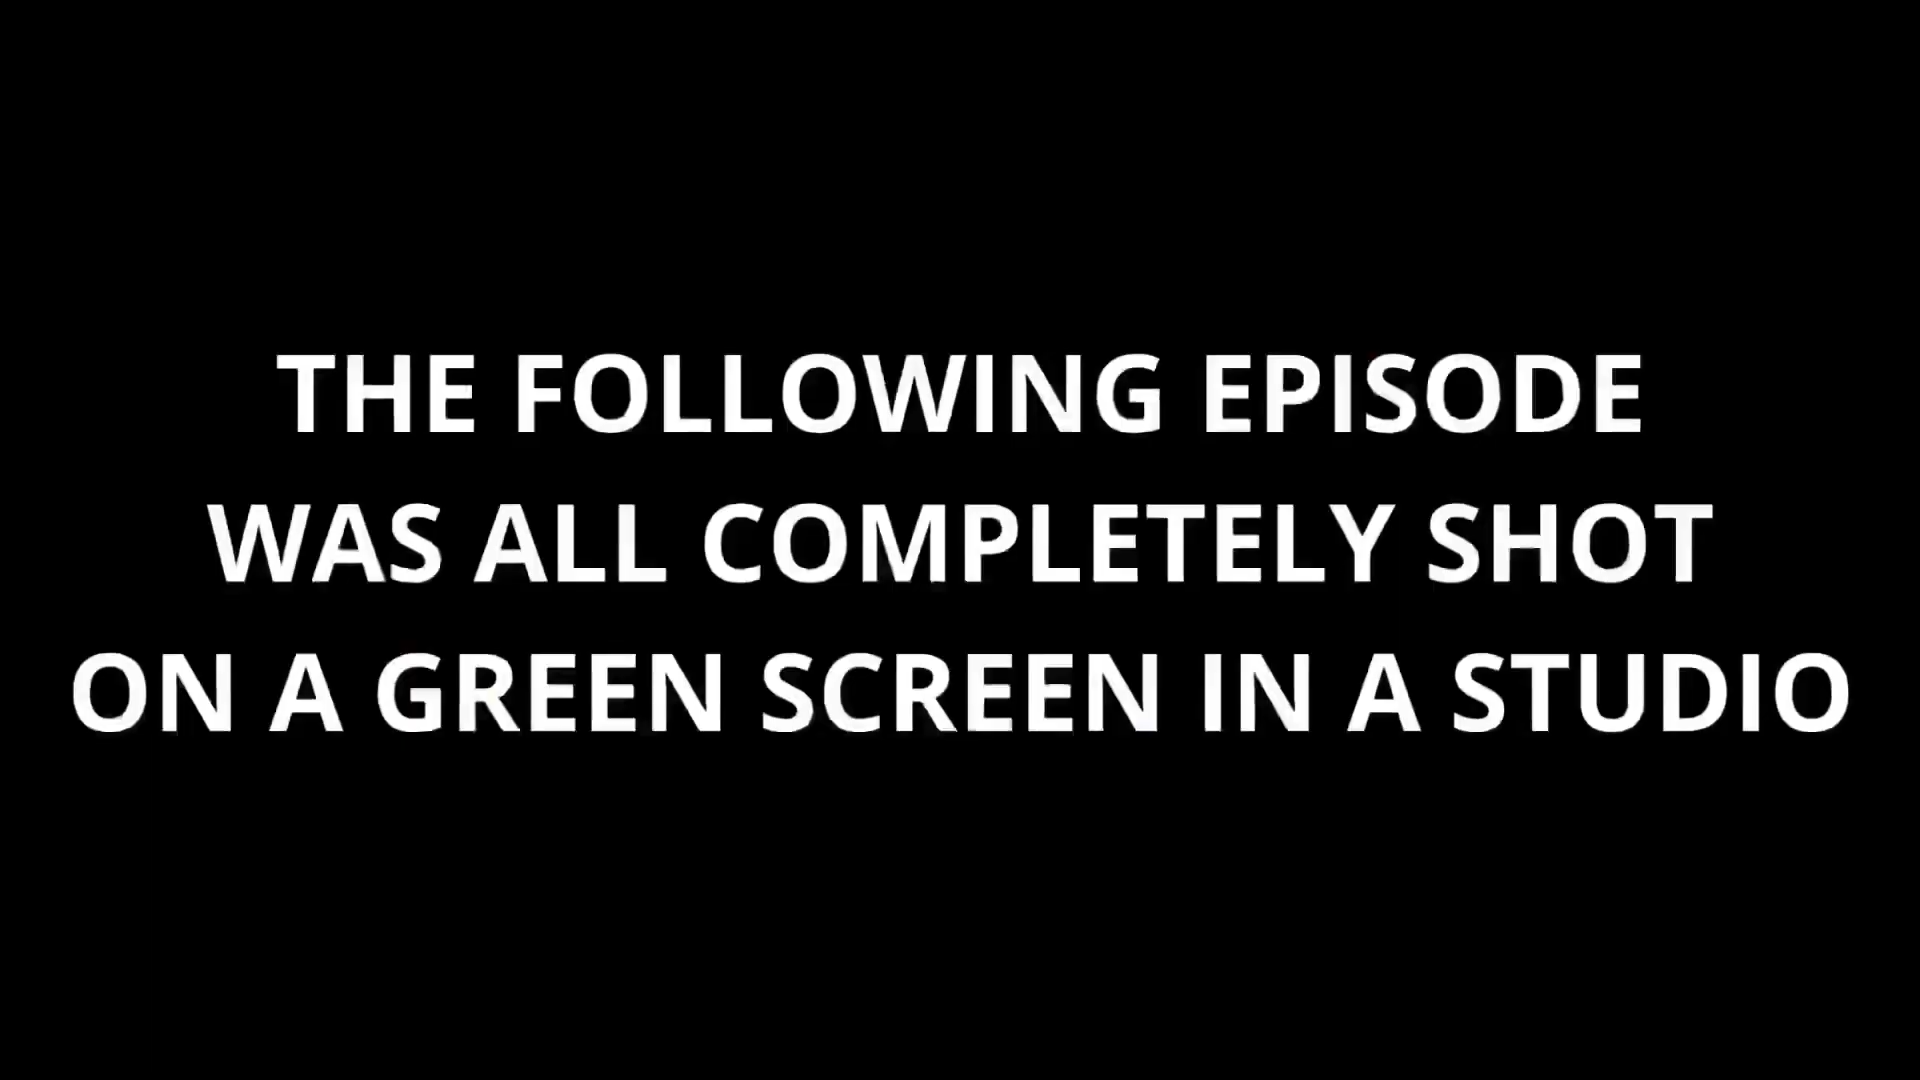 THE FOLLOWING EPISODE
WAS ALL COMPLETELY SHOT
ON A GREEN SCREEN IN A STUDIO